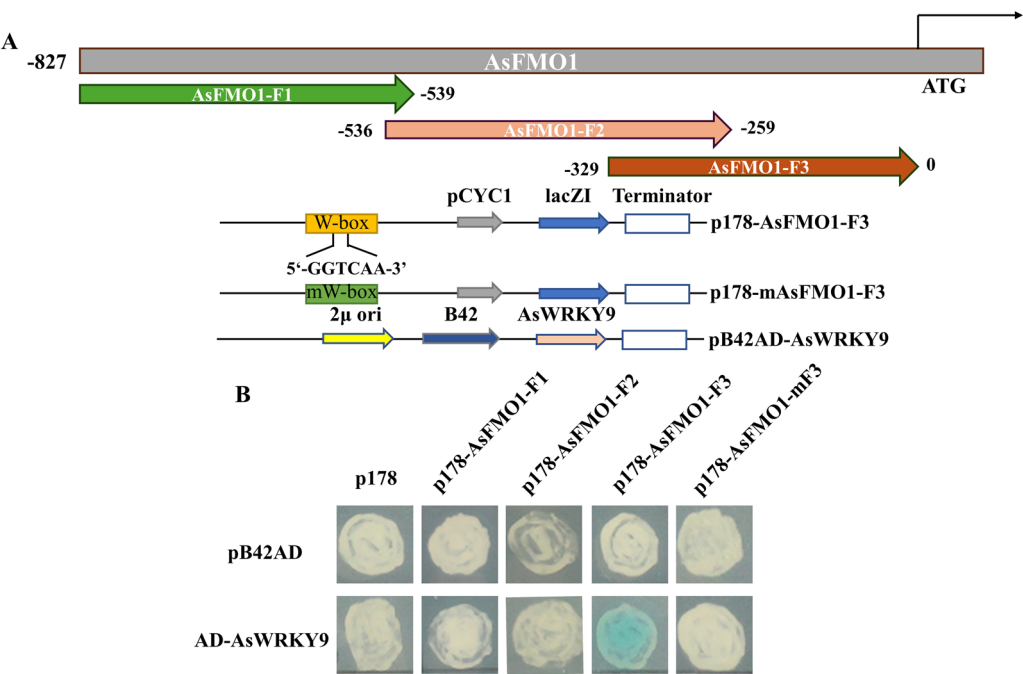 A
-827
AsFMO1
ATG
AsFMO1-F1
-539
-536
AsFMO1-F2
-259
-329
AsFMO1-F3
0
pCYC1 lacZI Terminator
W-box
p178-AsFMO1-F3
5‘-GGTCAA-3’
mW-box
p178-mAsFMO1-F3
2μ ori B42 AsWRKY9
pB42AD-AsWRKY9
B
p178
p178-AsFMO1-F1
p178-AsFMO1-F2
p178-AsFMO1-F3
p178-AsFMO1-mF3
pB42AD
AD-AsWRKY9